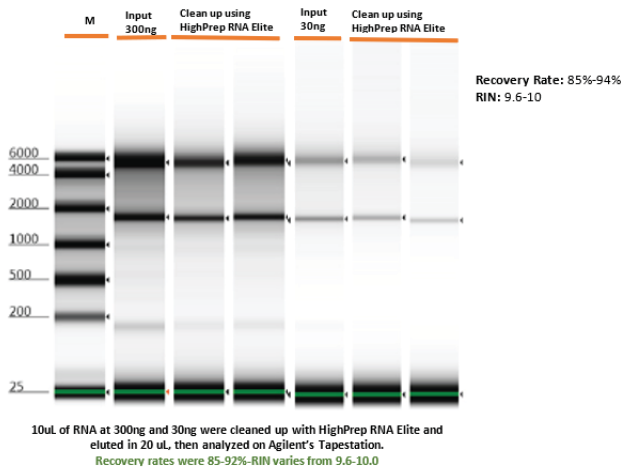 M
Input
300ng
Clean up using
HighPrep RNA Elite
Input
30ng
Clean up using
HighPrep RNA Elite
Recovery Rate: 85%-94%
RIN: 9.6-10
6000
4000
2000
1000
500
200
25
10uL of RNA at 300ng and 30ng were cleaned up with HighPrep RNA Elite and
eluted in 20 uL, then analyzed on Agilent's Tapestation.
Recovery rates were 85-92%-RIN varies from 9.6-10.0